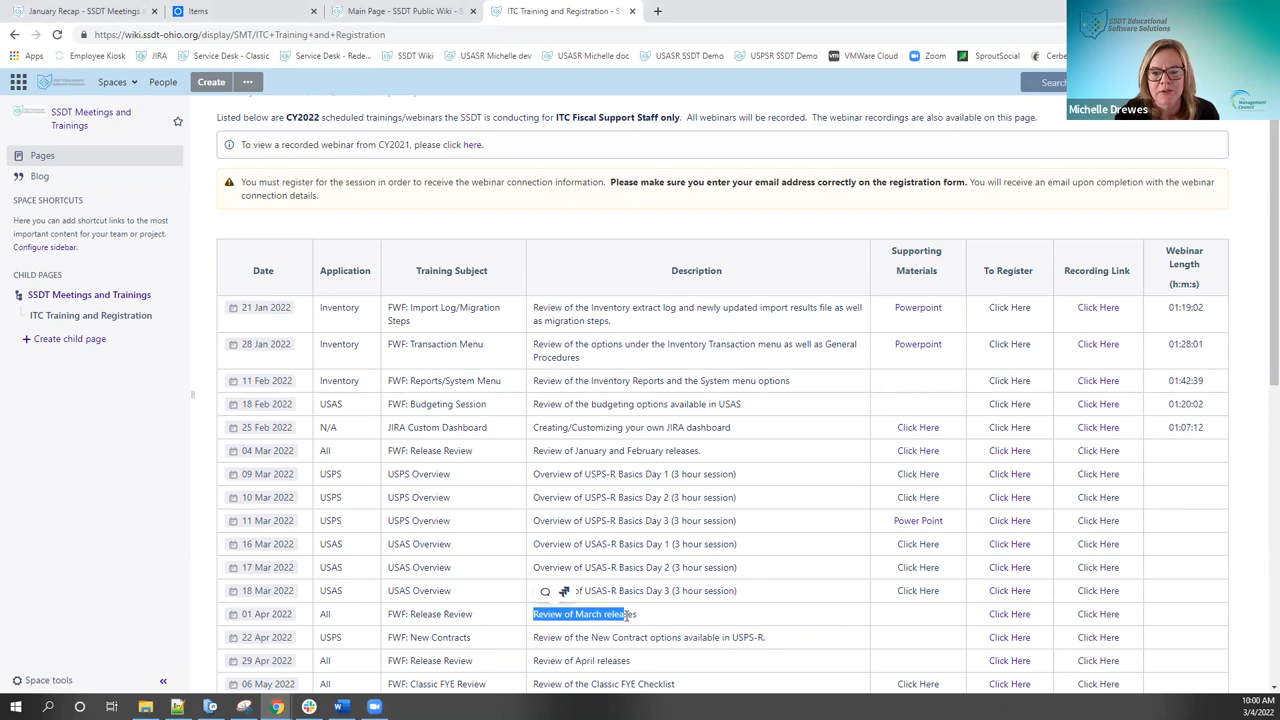 January Recap - SSDT Meetings
Items
Main Page - SSDT Public Wiki -
ITC Training and Registration -
https://wiki.ssdt-ohio.org/display/SMT/ITC+Training+and+Registration
Apps
Employee Kiosk
JIRA
Service Desk - Classic
Service Desk - Rede...
SSDT Wiki
USASR Michelle dev
USASR Michelle doc
USASR SSDT Demo
USPSR SSDT Demo
VMWare Cloud
Zoom
SproutSocial
Cerb
SSDT Educational
Software Solutions
Management
Council
Michelle Drewes
Spaces
People
Create
Search
SSDT Meetings and
Trainings
Pages
Blog
SPACE SHORTCUTS
Here you can add shortcut links to the most
important content for your team or project.
Configure sidebar.
CHILD PAGES
SSDT Meetings and Trainings
ITC Training and Registration
+ Create child page
Space tools
Listed below are CY2022 scheduled trainings/we the SSDT is conducting for ITC Fiscal Support Staff only. All webinars will be recorded. The webinar recordings are also available on this page.
To view a recorded webinar from CY2021, please click here.
You must register for the session in order to receive the webinar connection information. Please make sure you enter your email address correctly on the registration form. You will receive an email upon completion with the webinar
connection details.
Date Application Training Subject Description Supporting Materials To Register Recording Link Webinar Length (h:m:s)
21 Jan 2022 Inventory FWF: Import Log/Migration Steps Review of the Inventory extract log and newly updated import results file as well as migration steps. Powerpoint Click Here Click Here 01:19:02
28 Jan 2022 Inventory FWF: Transaction Menu Review of the options under the Inventory Transaction menu as well as General Procedures Powerpoint Click Here Click Here 01:28:01
11 Feb 2022 Inventory FWF: Reports/System Menu Review of the Inventory Reports and the System menu options Click Here Click Here 01:42:39
18 Feb 2022 USAS FWF: Budgeting Session Review of the budgeting options available in USAS Click Here Click Here 01:20:02
25 Feb 2022 N/A JIRA Custom Dashboard Creating/Customizing your own JIRA dashboard Click Here Click Here Click Here 01:07:12
04 Mar 2022 All FWF: Release Review Review of January and February releases. Click Here Click Here Click Here
09 Mar 2022 USPS USPS Overview Overview of USPS-R Basics Day 1 (3 hour session) Click Here Click Here Click Here
10 Mar 2022 USPS USPS Overview Overview of USPS-R Basics Day 2 (3 hour session) Click Here Click Here Click Here
11 Mar 2022 USPS USPS Overview Overview of USPS-R Basics Day 3 (3 hour session) Power Point Click Here Click Here
16 Mar 2022 USAS USAS Overview Overview of USAS-R Basics Day 1 (3 hour session) Click Here Click Here Click Here
17 Mar 2022 USAS USAS Overview Overview of USAS-R Basics Day 2 (3 hour session) Click Here Click Here Click Here
18 Mar 2022 USAS USAS Overview of USAS-R Basics Day 3 (3 hour session) Click Here Click Here Click Here
01 Apr 2022 All FWF: Release Review Review of March releases Click Here Click Here
22 Apr 2022 USPS FWF: New Contracts Review of the New Contract options available in USPS-R. Click Here Click Here
29 Apr 2022 All FWF: Release Review Review of April releases Click Here Click Here
06 May 2022 All FWF: Classic FYE Review Review of the Classic FYE Checklist Click Here Click Here Click Here
10:00 AM
3/4/2022